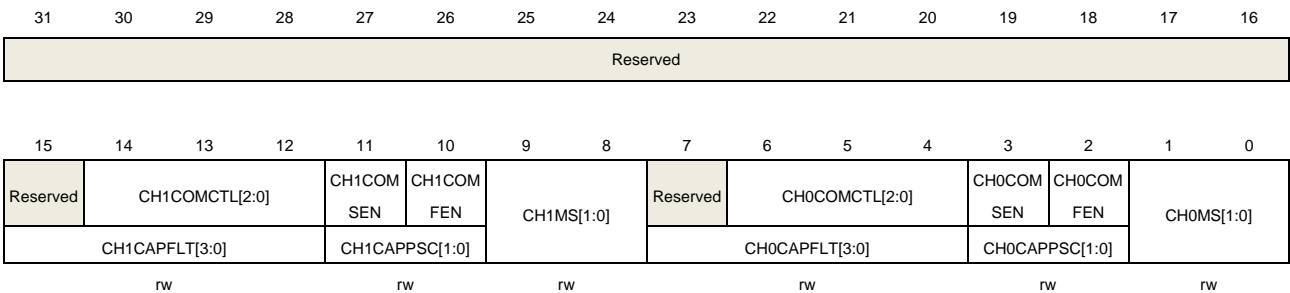 31 30 29 28 27 26 25 24 23 22 21 20 19 18 17 16
Reserved
15 14 13 12 11 10 9 8 7 6 5 4 3 2 1 0
Reserved CH1COMCTL[2:0] CH1COM SEN CH1COM FEN CH1MS[1:0] Reserved CH0COMCTL[2:0] CH0COM SEN CH0COM FEN CH0MS[1:0]
CH1CAPFLT[3:0] CH1CAPPSC[1:0] CH0CAPFLT[3:0] CH0CAPPSC[1:0]
rw rw rw rw rw rw